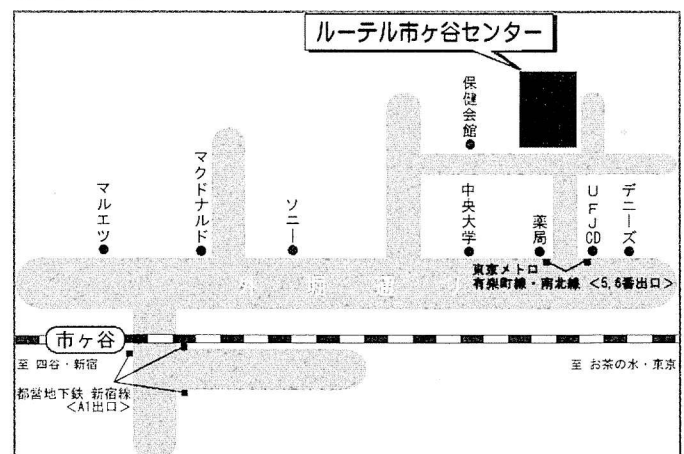 ルーテル市ヶ谷センター
保健会館
マルエツ
マクドナルド
ソニー
中央大学
薬局
UFJCD
デニーズ
東京メトロ
有楽町線・南北線 <5,6番出口>
外堀通り
市ヶ谷
至 四谷・新宿
至 お茶の水・東京
都営地下鉄 新宿線
<A1出口>